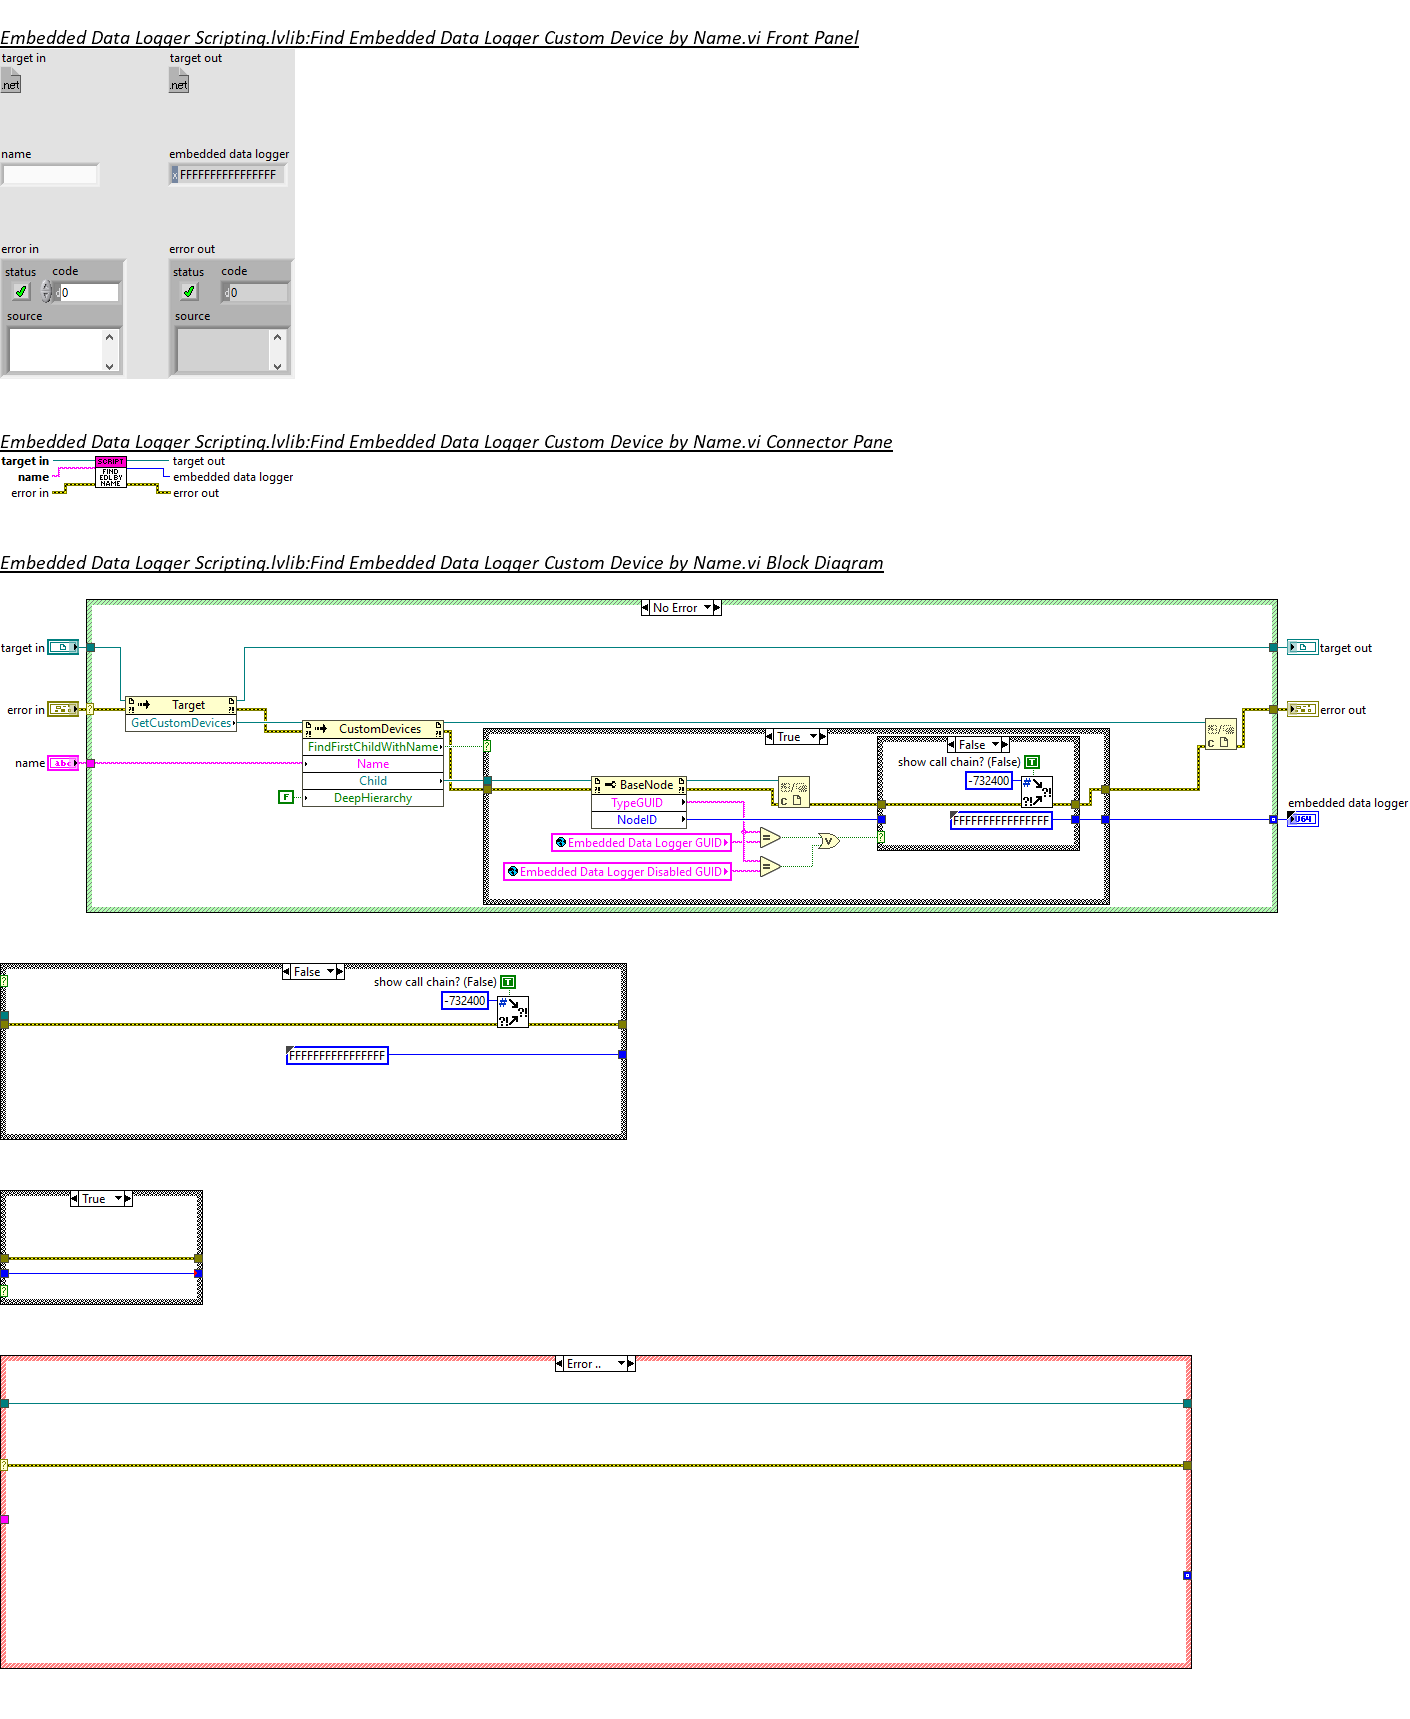 Embedded Data Logger Scripting.lvlib:Find Embedded Data Logger Custom Device by Name.vi Front Panel
target in
target out
.net
.net
name
embedded data logger
x FFFFFFFFFFFFFFFF
error in
error out
status
code
status
code
d0
d0
source
source
Embedded Data Logger Scripting.lvlib:Find Embedded Data Logger Custom Device by Name.vi Connector Pane
target in
SCRIPT
target out
name
FIND
EDL BY
NAME
embedded data logger
error in
error out
Embedded Data Logger Scripting.lvlib:Find Embedded Data Logger Custom Device by Name.vi Block Diagram
No Error
target in
target out
Target
GetCustomDevices
error in
error out
CustomDevices
FindFirstChildWithName
Name
Child
DeepHierarchy
F
name
abc
True
False
show call chain? (False)
T
-732400
#
?!
?!
BaseNode
TypeGUID
NodeID
C
C
FFFFFFFFFFFFFFFF
embedded data logger
U64
Embedded Data Logger GUID
Embedded Data Logger Disabled GUID
=
=
V
?
?
?
False
show call chain? (False)
T
-732400
#
?!
?!
FFFFFFFFFFFFFFFF
?
True
?
Error ..
?